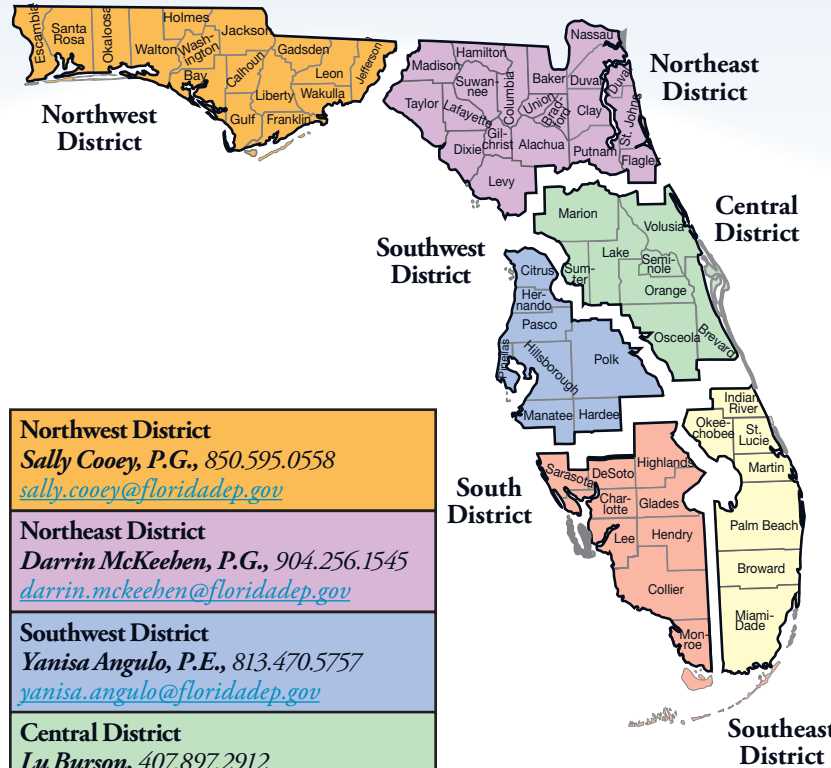 Northwest
District
Escambia
Santa
Rosa
Okaloosa
Walton
Holmes
Wash-
ington
Bay
Jackson
Calhoun
Gulf
Liberty
Franklin
Gadsden
Leon
Wakulla
Jefferson
Northeast
District
Nassau
Hamilton
Madison
Suwan-
nee
Columbia
Baker
Duval
Duval
Taylor
Lafayette
Union
Brad-
ford
Clay
St. Johns
Dixie
Gil-
christ
Alachua
Putnam
Flagler
Levy
Central
District
Marion
Volusia
Lake
Semi-
nole
Sum-
ter
Orange
Osceola
Brevard
Southwest
District
Citrus
Her-
nando
Pasco
Pinellas
Hillsborough
Polk
Manatee
Hardee
South
District
Sarasota
DeSoto
Highlands
Char-
lotte
Glades
Lee
Hendry
Collier
Mon-
roe
Indian
River
Okee-
chobee
St.
Lucie
Martin
Palm Beach
Broward
Miami-
Dade
Southeast
District
Northwest District
Sally Cooey, P.G., 850.595.0558
sally.cooey@floridadep.gov
Northeast District
Darrin McKeehen, P.G., 904.256.1545
darrin.mckeehen@floridadep.gov
Southwest District
Yanisa Angulo, P.E., 813.470.5757
yanisa.angulo@floridadep.gov
Central District
Lu Burson, 407.897.2912